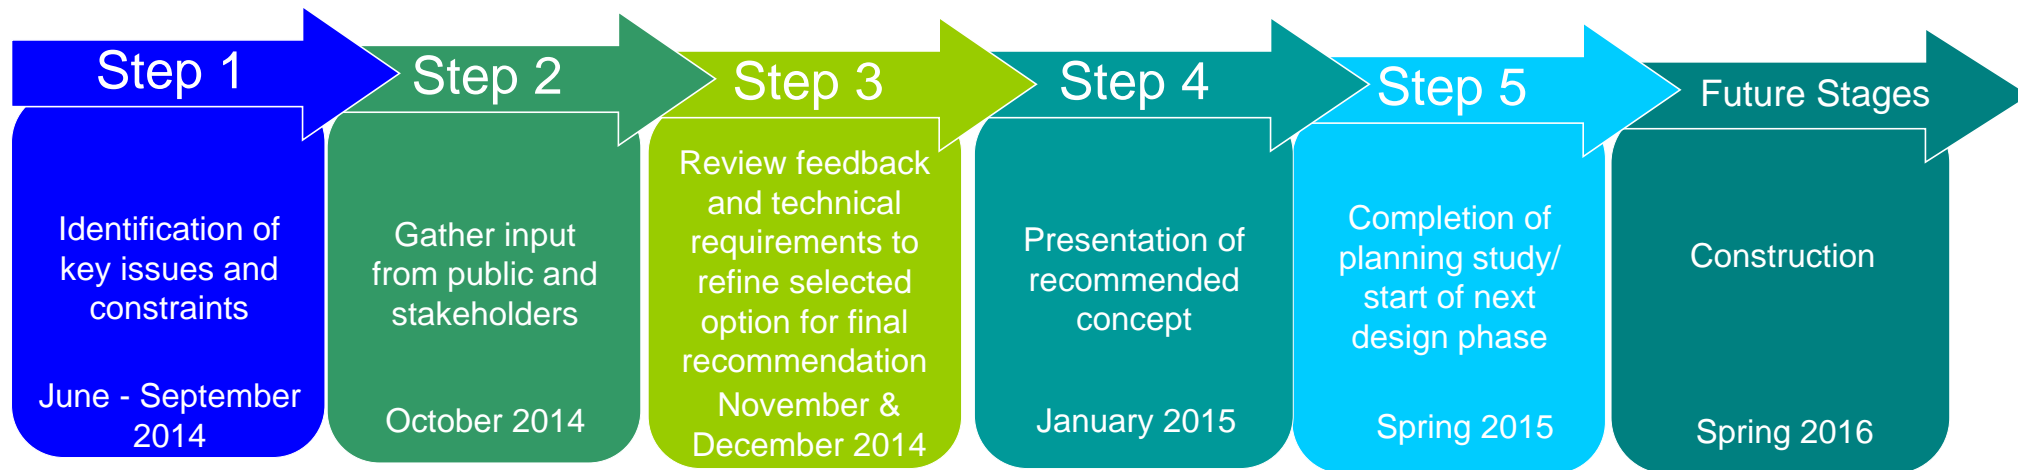 Step 1
Identification of
key issues and
constraints
June - September
2014
Step 2
Gather input
from public and
stakeholders
October 2014
Step 3
Review feedback
and technical
requirements to
refine selected
option for final
recommendation
November &
December 2014
Step 4
Presentation of
recommended
concept
January 2015
Step 5
Completion of
planning study/
start of next
design phase
Spring 2015
Future Stages
Construction
Spring 2016